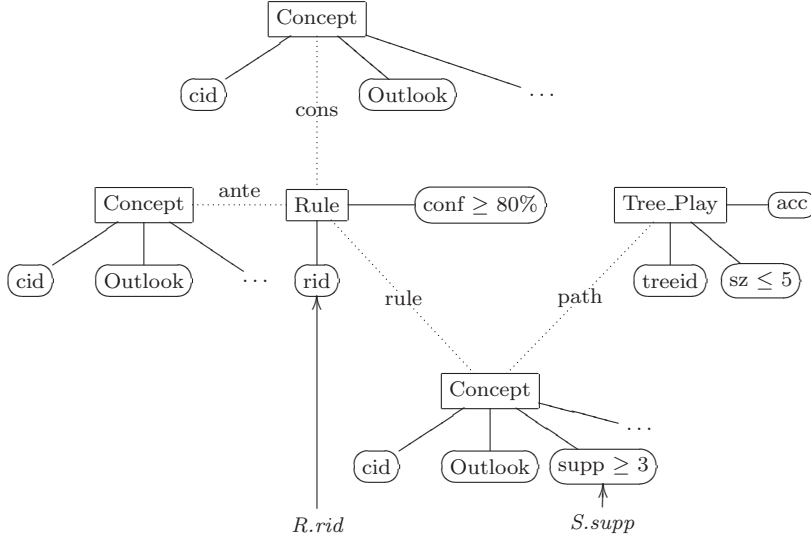 Concept
cid
Outlook
...
cons
Concept
ante
Rule
conf ≥ 80%
Tree_Play
acc
cid
Outlook
...
rid
rule
path
treeid
sz ≤ 5
Concept
...
cid
Outlook
supp ≥ 3
R.rid
S.supp